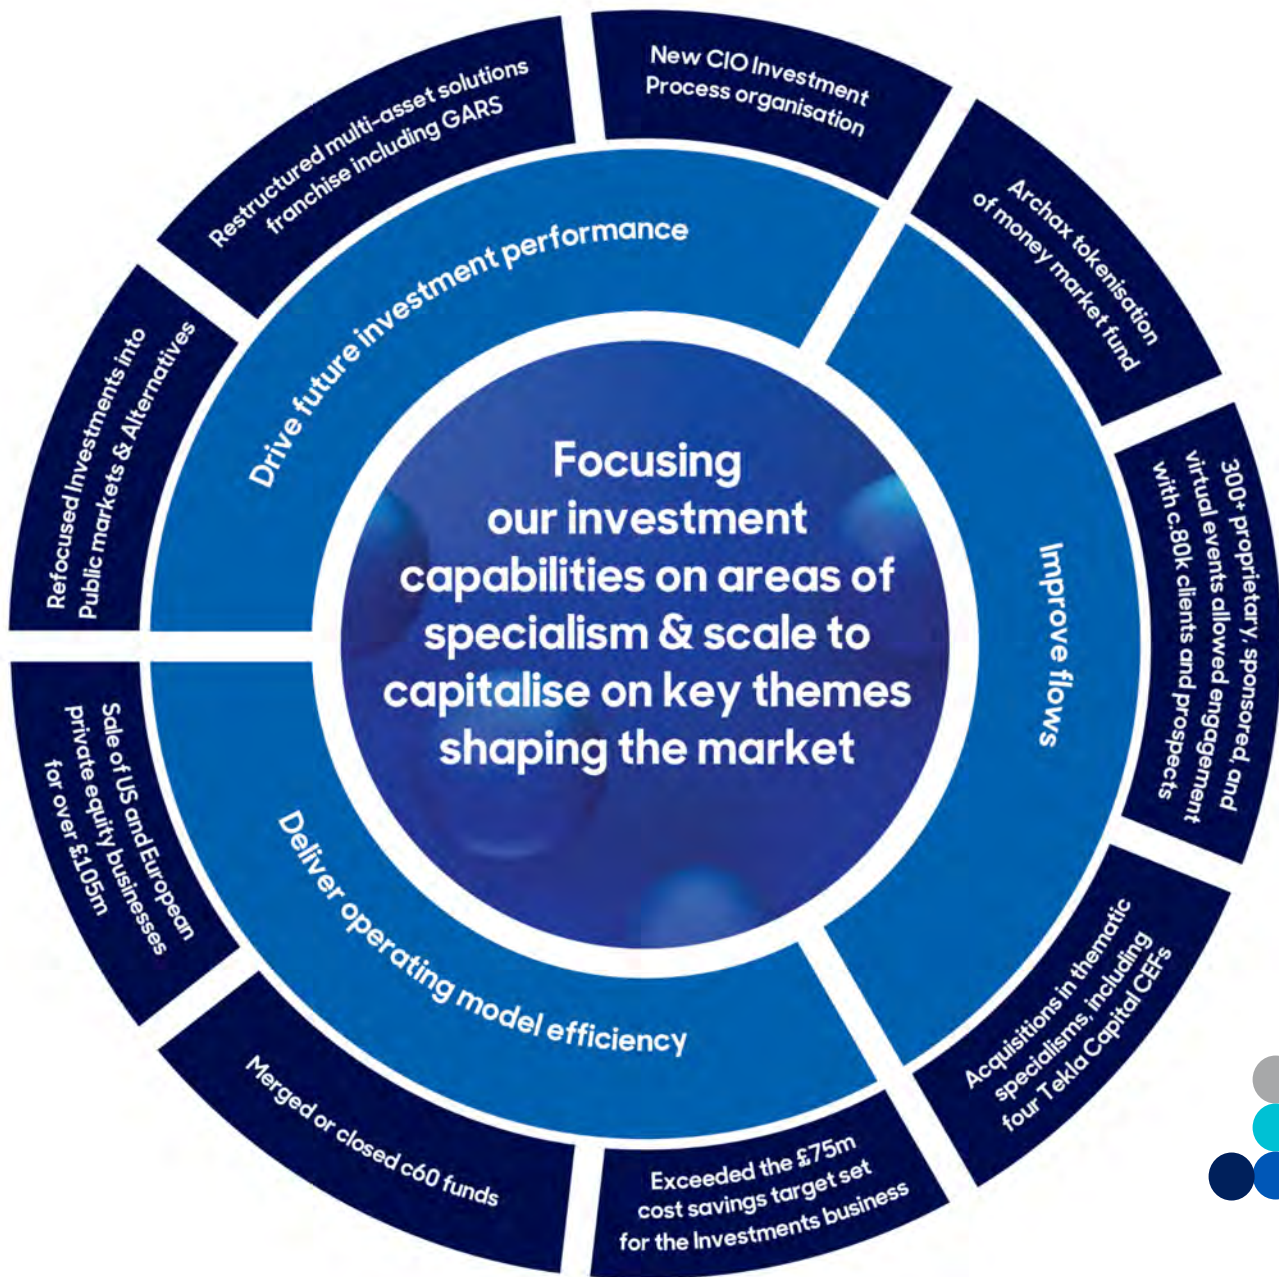 Focusing
our investment
capabilities on areas of
specialism & scale to
capitalise on key themes
shaping the market
Drive future investment performance
Refocused Investments into
Public markets & Alternatives
Restructured multi-asset solutions
franchise including GARS
New CIO Investment
Process organisation
Improve flows
Archax tokenisation
of money market fund
300+ proprietary, sponsored, and
virtual events allowed engagement
with c.80k clients and prospects
Acquisitions in thematic
specialisms, including
four Tekla Capital CEFs
Deliver operating model efficiency
Exceeded the £75m
cost savings target set
for the Investments business
Merged or closed c60 funds
Sale of US and European
private equity businesses
for over £105m